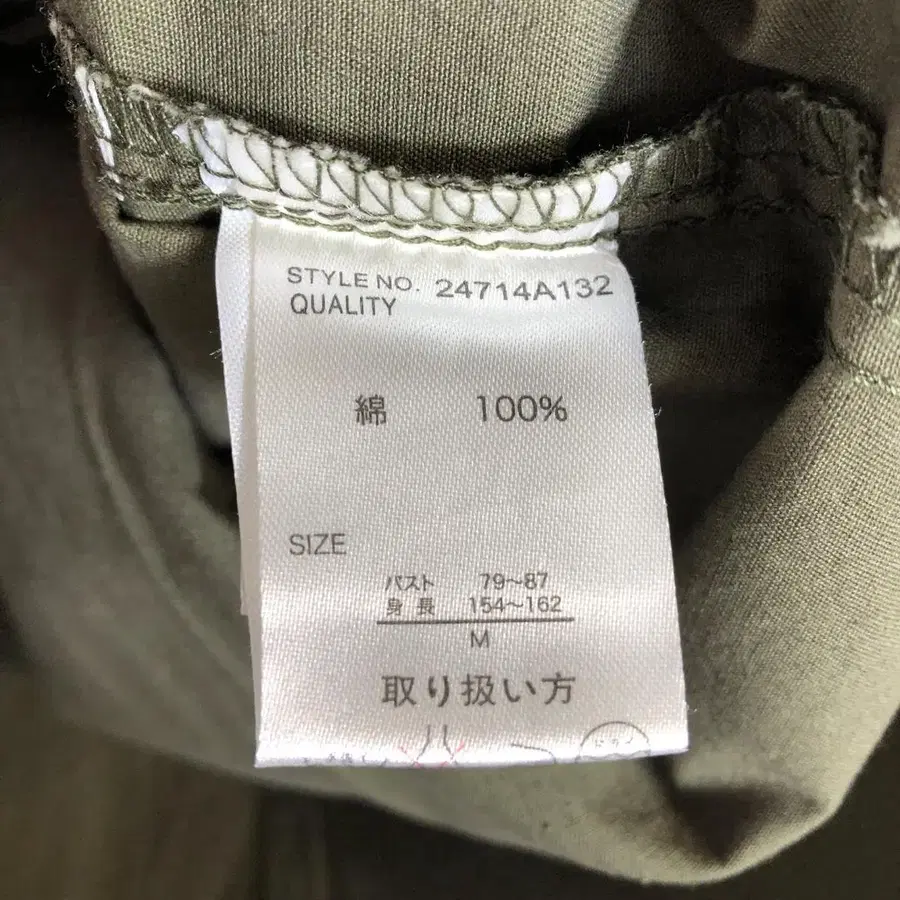 STYLE NO. 24714A132
QUALITY
綿 100%
SIZE
バスト 79～87
身長 154～162
M
取り扱い方